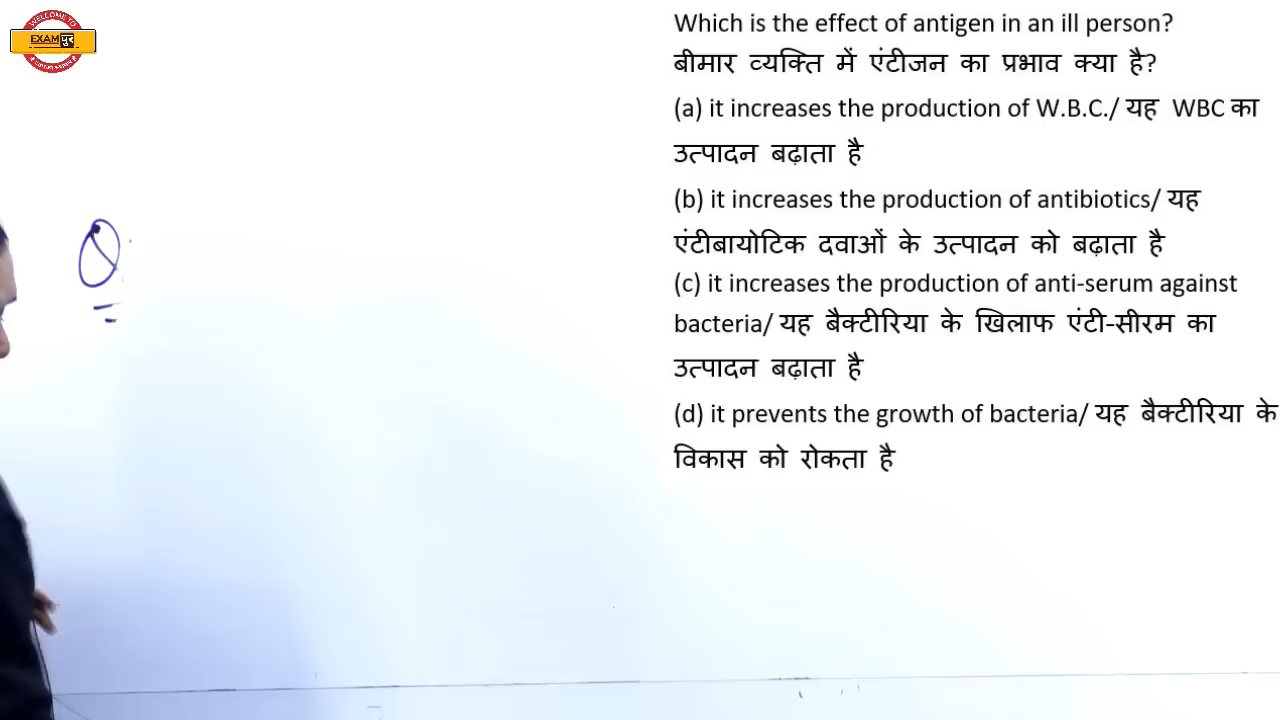 WELCOME TO
EXAM पुर
Which is the effect of antigen in an ill person?
बीमार व्यक्ति में एंटीजन का प्रभाव क्या है?
(a) it increases the production of W.B.C./ यह WBC का
उत्पादन बढ़ाता है
(b) it increases the production of antibiotics/ यह
एंटीबायोटिक दवाओं के उत्पादन को बढ़ाता है
(c) it increases the production of anti-serum against
bacteria/ यह बैक्टीरिया के खिलाफ एंटी-सीरम का
उत्पादन बढ़ाता है
(d) it prevents the growth of bacteria/ यह बैक्टीरिया के
विकास को रोकता है